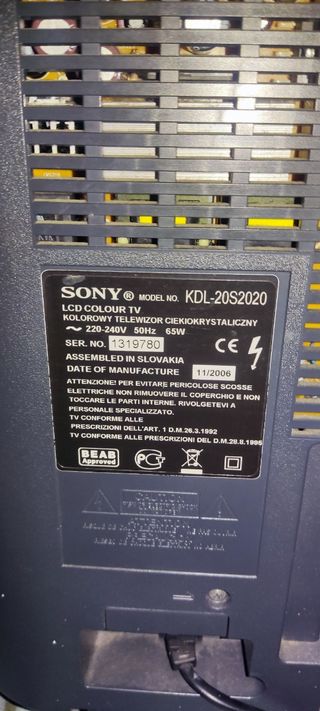 SONY® MODEL NO. KDL-20S2020
LCD COLOUR TV
KOLOROWY TELEWIZOR CIEKIOKRYSTALICZNY
~ 220-240V 50Hz 65W
SER. NO. 1319780
CE
ASSEMBLED IN SLOVAKIA
DATE OF MANUFACTURE 11/2006
ATTENZIONE! PER EVITARE PERICOLOSE SCOSSE
ELETTRICHE NON RIMUOVERE IL COPERCHIO E NON
TOCCARE LE PARTI INTERNE. RIVOLGETEVI A
PERSONALE SPECIALIZZATO.
TV CONFORME ALLE
PRESCRIZIONI DELL'ART. 1 D.M.26.3.1992
TV CONFORME ALLE PRESCRIZIONI DEL D.M.28.8.1995
BEAB
Approved
CAUTION